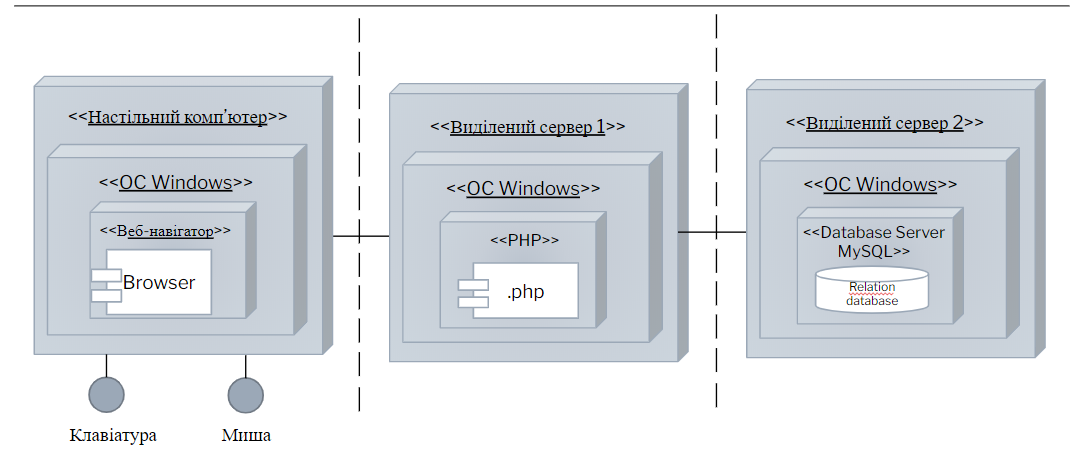 <<Настільний комп’ютер>>
<<ОС Windows>>
<<Веб-навігатор>>
Browser
Клавіатура
Миша
<<Виділений сервер 1>>
<<ОС Windows>>
<<PHP>>
.php
<<Виділений сервер 2>>
<<ОС Windows>>
<<Database Server
MySQL>>
Relation
database